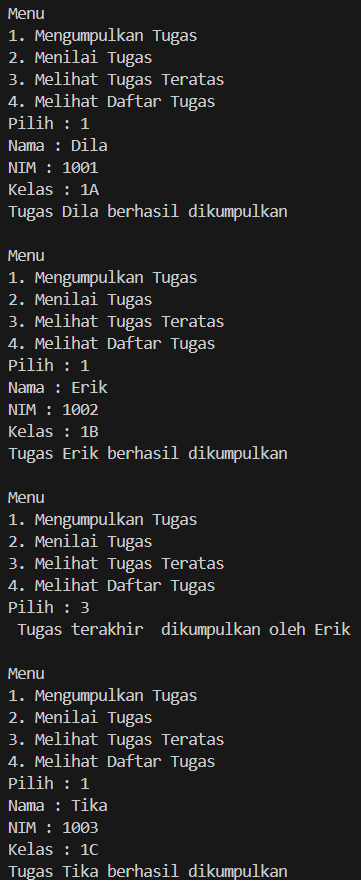 Menu
1. Mengumpulkan Tugas
2. Menilai Tugas
3. Melihat Tugas Teratas
4. Melihat Daftar Tugas
Pilih : 1
Nama : Dila
NIM : 1001
Kelas : 1A
Tugas Dila berhasil dikumpulkan

Menu
1. Mengumpulkan Tugas
2. Menilai Tugas
3. Melihat Tugas Teratas
4. Melihat Daftar Tugas
Pilih : 1
Nama : Erik
NIM : 1002
Kelas : 1B
Tugas Erik berhasil dikumpulkan

Menu
1. Mengumpulkan Tugas
2. Menilai Tugas
3. Melihat Tugas Teratas
4. Melihat Daftar Tugas
Pilih : 3
 Tugas terakhir  dikumpulkan oleh Erik

Menu
1. Mengumpulkan Tugas
2. Menilai Tugas
3. Melihat Tugas Teratas
4. Melihat Daftar Tugas
Pilih : 1
Nama : Tika
NIM : 1003
Kelas : 1C
Tugas Tika berhasil dikumpulkan